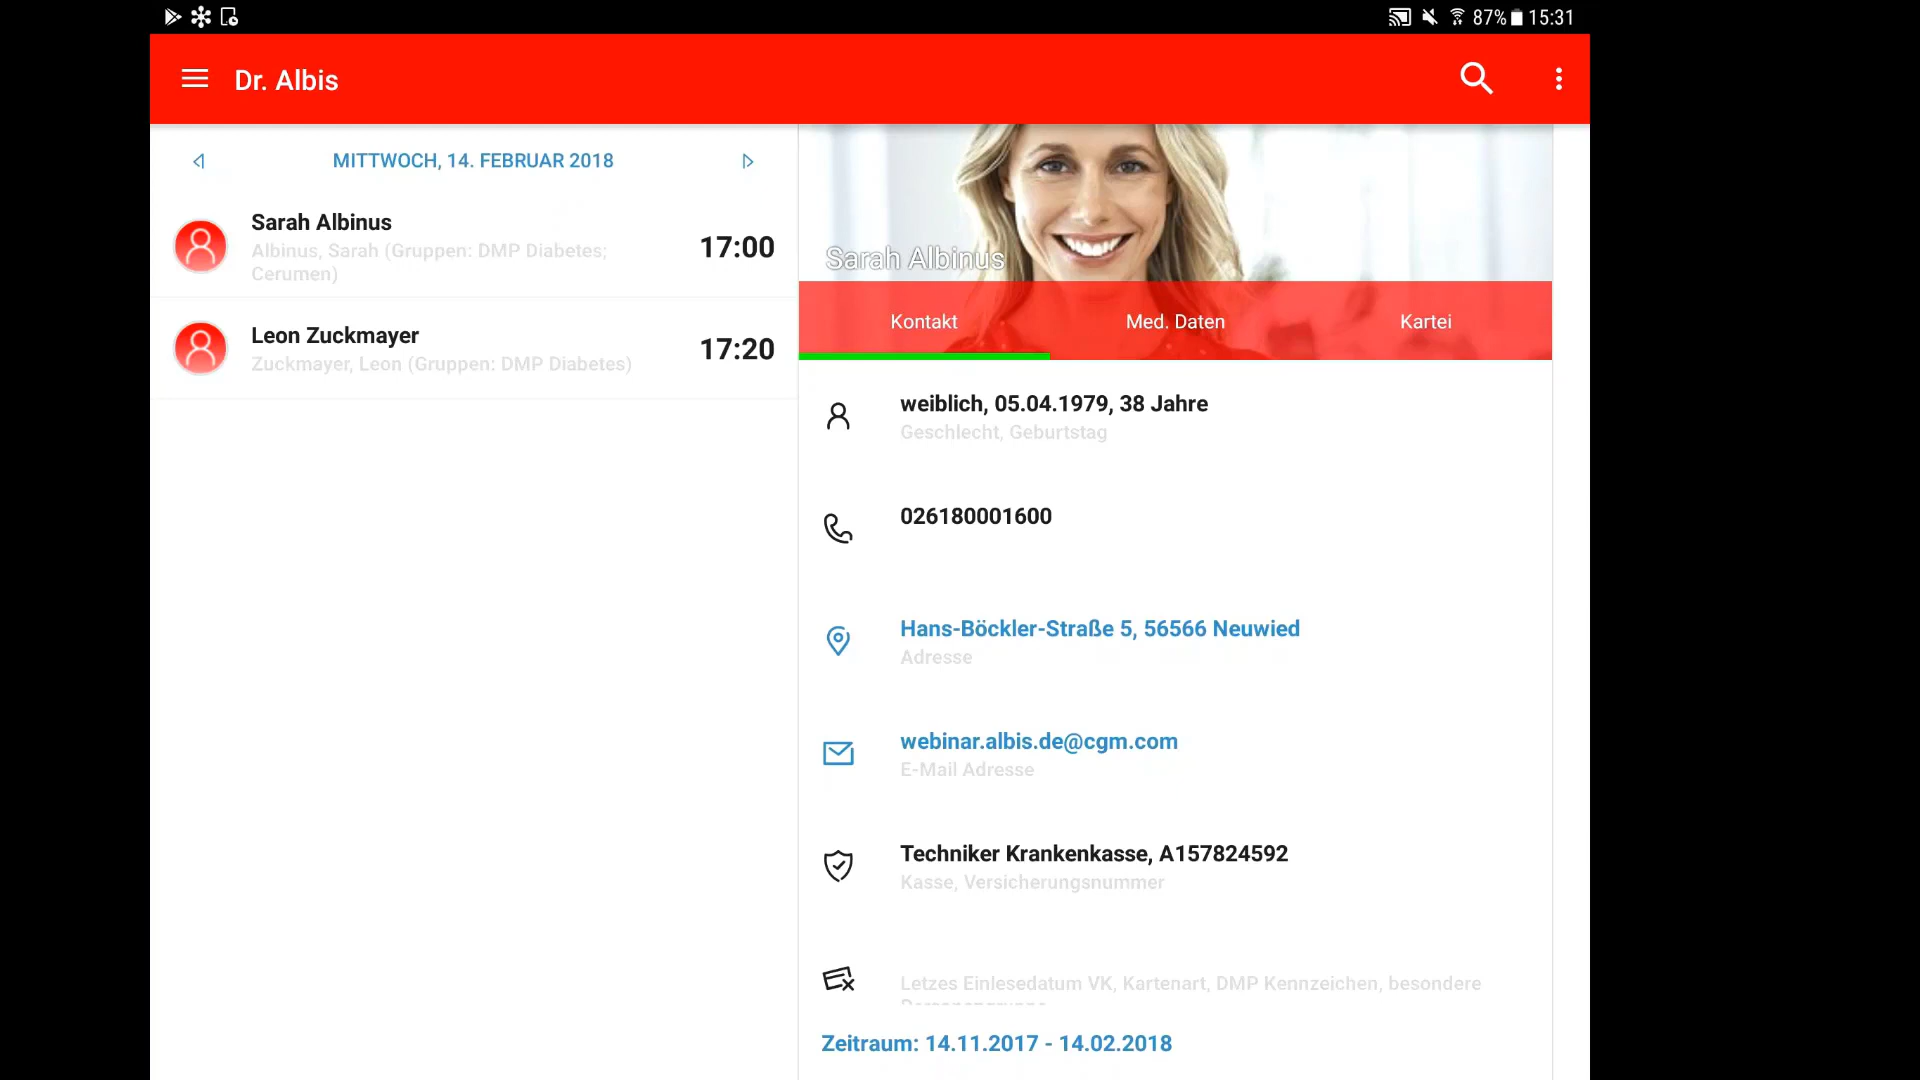 87% 15:31
Dr. Albis
MITTWOCH, 14. FEBRUAR 2018
Sarah Albinus
Albinus, Sarah (Gruppen: DMP Diabetes;
Cerumen)
17:00
Leon Zuckmayer
Zuckmayer, Leon (Gruppen: DMP Diabetes)
17:20
Sarah Albinus
Kontakt Med. Daten Kartei
weiblich, 05.04.1979, 38 Jahre
Geschlecht, Geburtstag
026180001600
Hans-Böckler-Straße 5, 56566 Neuwied
Adresse
webinar.albis.de@cgm.com
E-Mail Adresse
Techniker Krankenkasse, A157824592
Kasse, Versicherungsnummer
Letzes Einlesedatum VK, Kartenart, DMP Kennzeichen, besondere
Zeitraum: 14.11.2017 - 14.02.2018